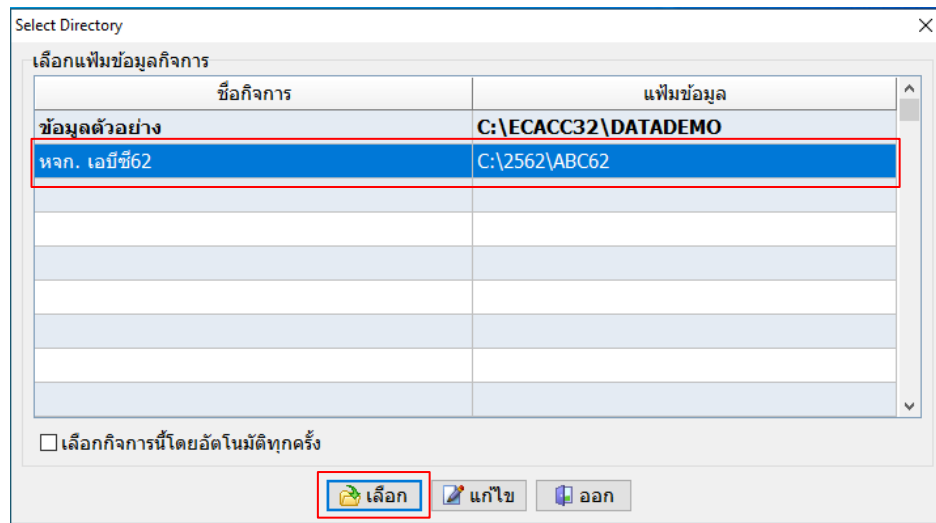 Select Directory
เลือกแฟ้มข้อมูลกิจการ
ชื่อกิจการ แฟ้มข้อมูล
ข้อมูลตัวอย่าง C:\ECACC32\DATADEMO
หจก. เอบีซี62 C:\2562\ABC62
เลือกกิจการนี้โดยอัตโนมัติทุกครั้ง
เลือก แก้ไข ออก